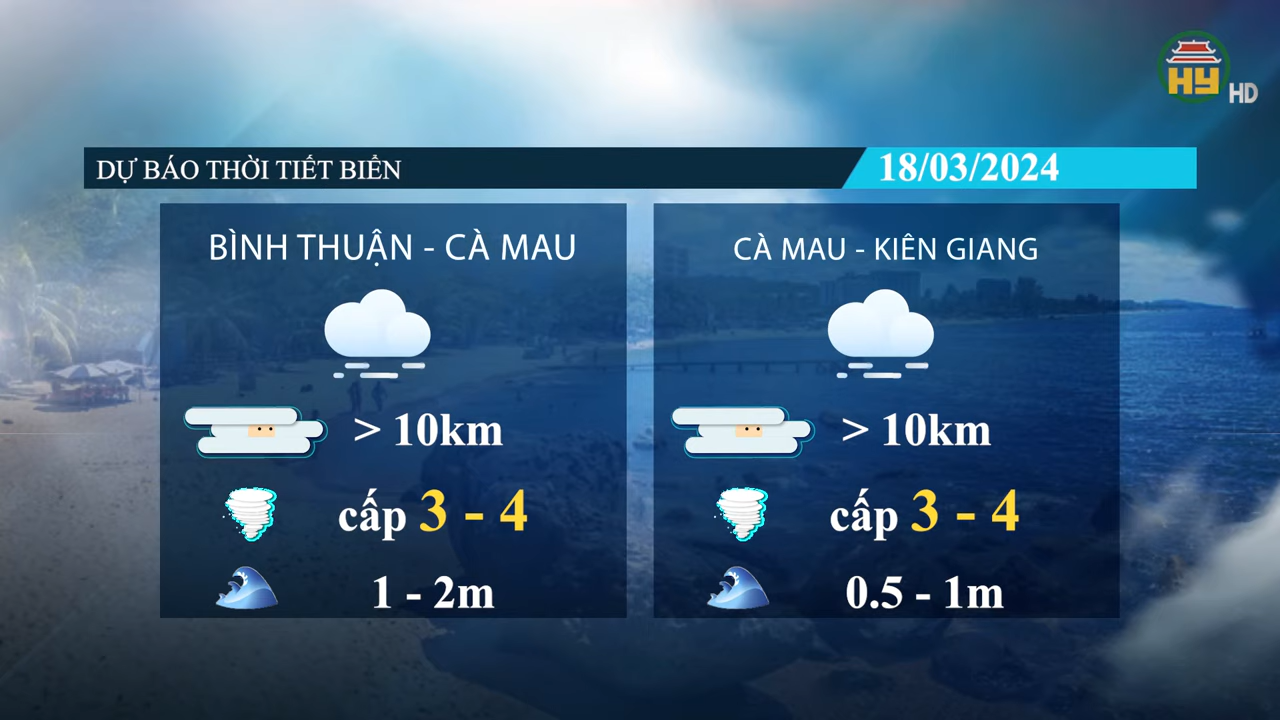 HY HD
DỰ BÁO THỜI TIẾT BIỂN
18/03/2024
BÌNH THUẬN - CÀ MAU
> 10km
cấp 3 - 4
1 - 2m
CÀ MAU - KIÊN GIANG
> 10km
cấp 3 - 4
0.5 - 1m